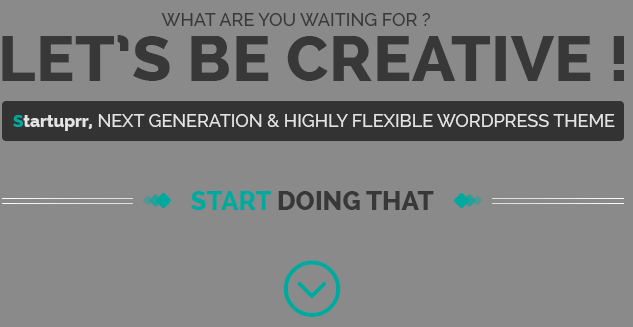 WHAT ARE YOU WAITING FOR ?
LET'S BE CREATIVE !
Startuprr, NEXT GENERATION & HIGHLY FLEXIBLE WORDPRESS THEME
START DOING THAT